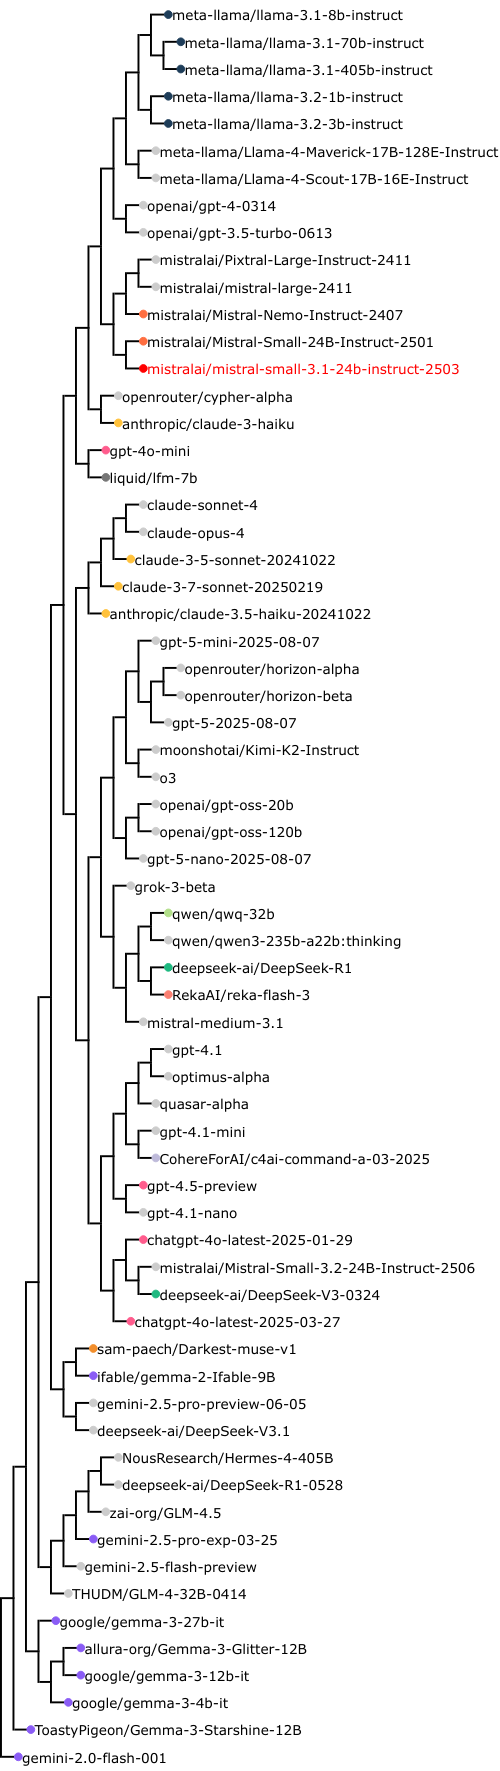 meta-llama/llama-3.1-8b-instruct
meta-llama/llama-3.1-70b-instruct
meta-llama/llama-3.1-405b-instruct
meta-llama/llama-3.2-1b-instruct
meta-llama/llama-3.2-3b-instruct
meta-llama/Llama-4-Maverick-17B-128E-Instruct
meta-llama/Llama-4-Scout-17B-16E-Instruct
openai/gpt-4-0314
openai/gpt-3.5-turbo-0613
mistralai/Pixtral-Large-Instruct-2411
mistralai/mistral-large-2411
mistralai/Mistral-Nemo-Instruct-2407
mistralai/Mistral-Small-24B-Instruct-2501
mistralai/mistral-small-3.1-24b-instruct-2503
openrouter/cypher-alpha
anthropic/claude-3-haiku
gpt-4o-mini
liquid/lfm-7b
claude-sonnet-4
claude-opus-4
claude-3-5-sonnet-20241022
claude-3-7-sonnet-20250219
anthropic/claude-3.5-haiku-20241022
gpt-5-mini-2025-08-07
openrouter/horizon-alpha
openrouter/horizon-beta
gpt-5-2025-08-07
moonshotai/Kimi-K2-Instruct
o3
openai/gpt-oss-20b
openai/gpt-oss-120b
gpt-5-nano-2025-08-07
grok-3-beta
qwen/qwq-32b
qwen/qwen3-235b-a22b:thinking
deepseek-ai/DeepSeek-R1
RekaAI/reka-flash-3
mistral-medium-3.1
gpt-4.1
optimus-alpha
quasar-alpha
gpt-4.1-mini
CohereForAI/c4ai-command-a-03-2025
gpt-4.5-preview
gpt-4.1-nano
chatgpt-4o-latest-2025-01-29
mistralai/Mistral-Small-3.2-24B-Instruct-2506
deepseek-ai/DeepSeek-V3-0324
chatgpt-4o-latest-2025-03-27
sam-paech/Darkest-muse-v1
ifable/gemma-2-Ifable-9B
gemini-2.5-pro-preview-06-05
deepseek-ai/DeepSeek-V3.1
NousResearch/Hermes-4-405B
deepseek-ai/DeepSeek-R1-0528
zai-org/GLM-4.5
gemini-2.5-pro-exp-03-25
gemini-2.5-flash-preview
THUDM/GLM-4-32B-0414
google/gemma-3-27b-it
allura-org/Gemma-3-Glitter-12B
google/gemma-3-12b-it
google/gemma-3-4b-it
ToastyPigeon/Gemma-3-Starshine-12B
gemini-2.0-flash-001